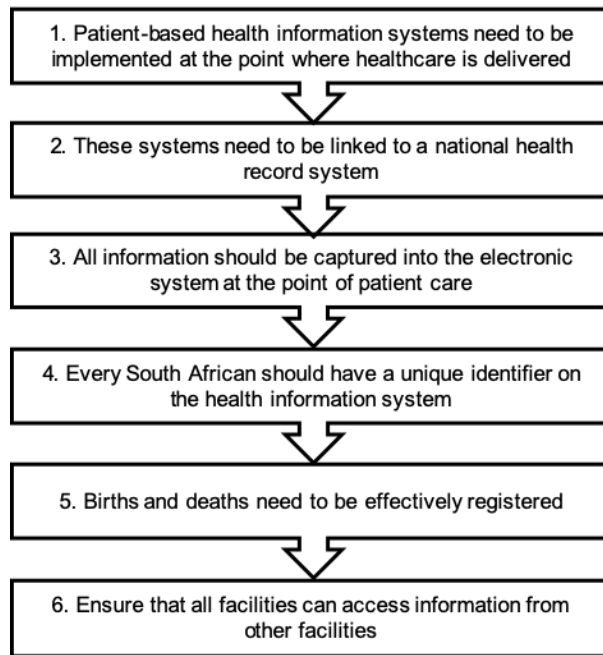 1. Patient-based health information systems need to be
implemented at the point where healthcare is delivered
2. These systems need to be linked to a national health
record system
3. All information should be captured into the electronic
system at the point of patient care
4. Every South African should have a unique identifier on
the health information system
5. Births and deaths need to be effectively registered
6. Ensure that all facilities can access information from
other facilities